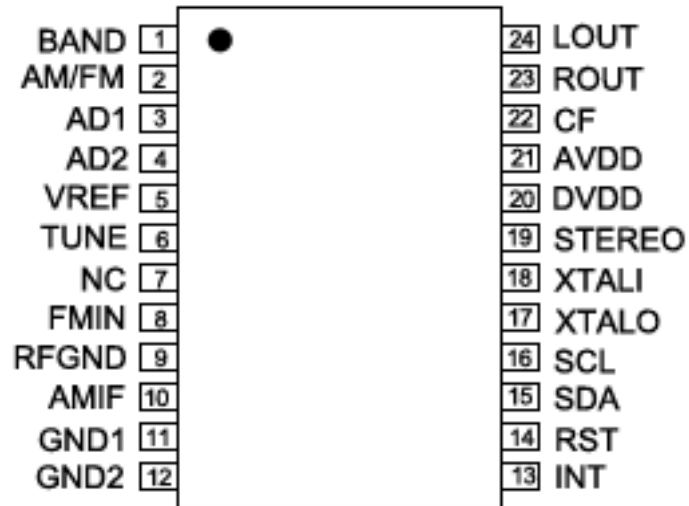 BAND 1 24 LOUT
AM/FM 2 23 ROUT
AD1 3 22 CF
AD2 4 21 AVDD
VREF 5 20 DVDD
TUNE 6 19 STEREO
NC 7 18 XTALI
FMIN 8 17 XTALO
RFGND 9 16 SCL
AMIF 10 15 SDA
GND1 11 14 RST
GND2 12 13 INT